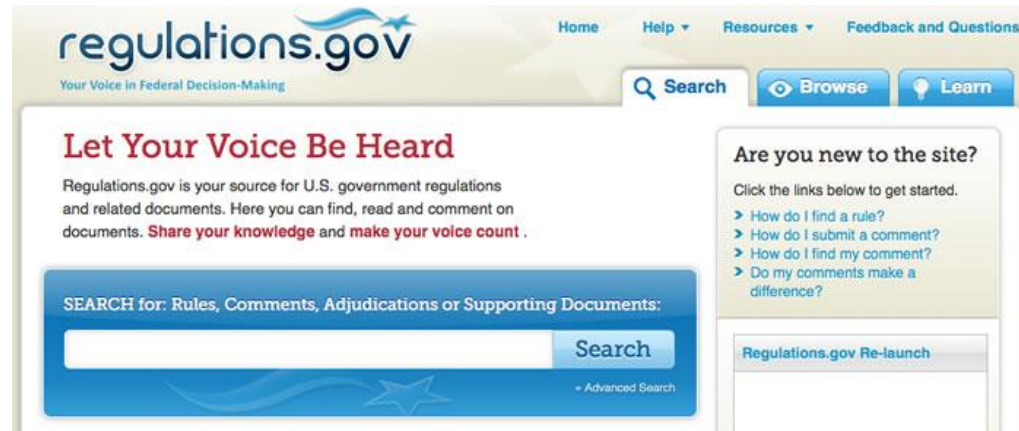 regulations.gov
Your Voice in Federal Decision-Making
Home Help Resources Feedback and Questions
Search Browse Learn
Let Your Voice Be Heard
Regulations.gov is your source for U.S. government regulations
and related documents. Here you can find, read and comment on
documents. Share your knowledge and make your voice count .
SEARCH for: Rules, Comments, Adjudications or Supporting Documents:
Search
» Advanced Search
Are you new to the site?
Click the links below to get started.
How do I find a rule?
How do I submit a comment?
How do I find my comment?
Do my comments make a
difference?
Regulations.gov Re-launch